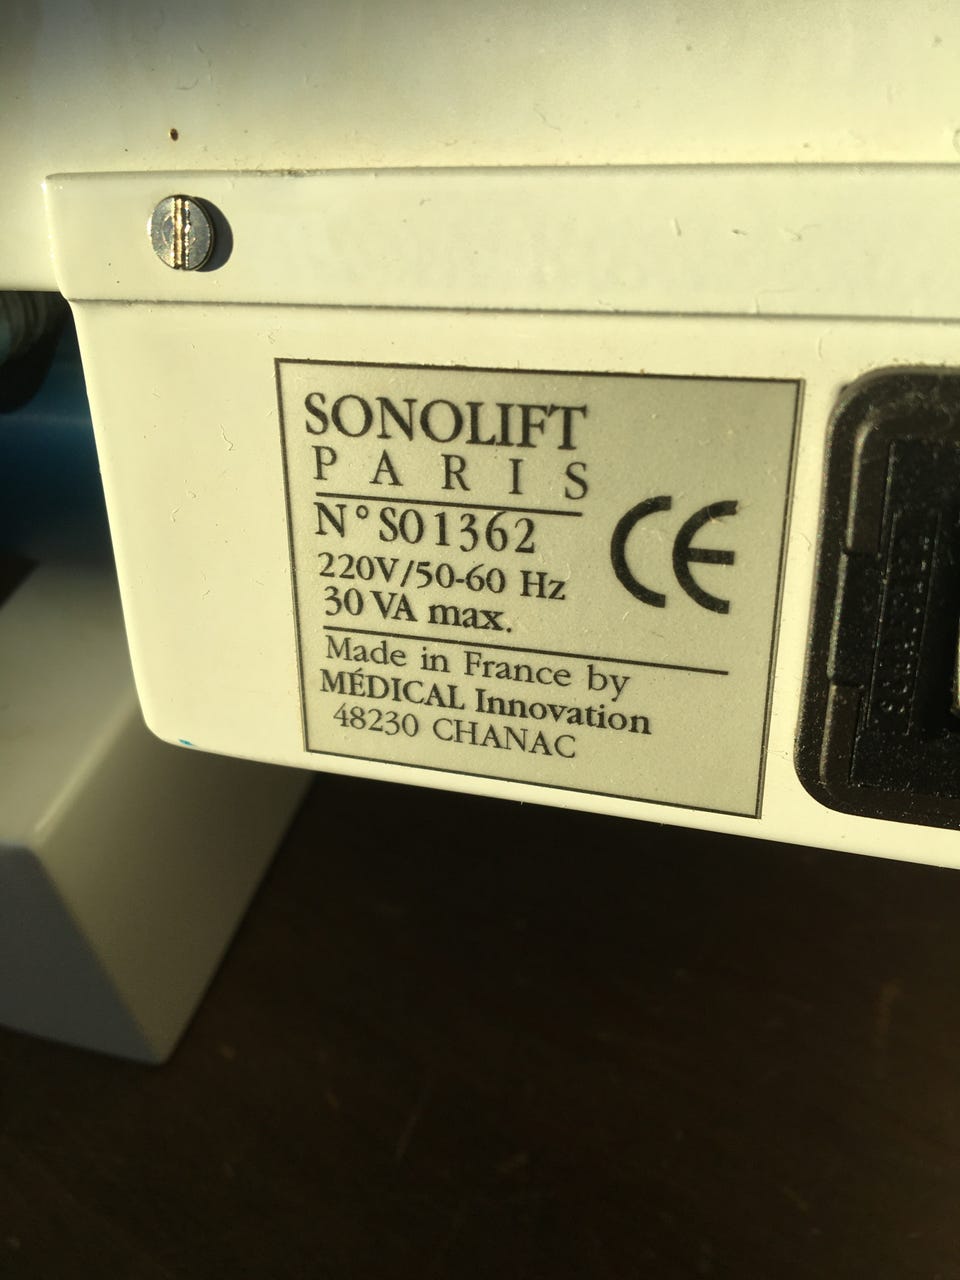 SONOLIFT
PARIS
N° S01362
220V/50-60 Hz
30 VA max.
CE
Made in France by
MÉDICAL Innovation
48230 CHANAC